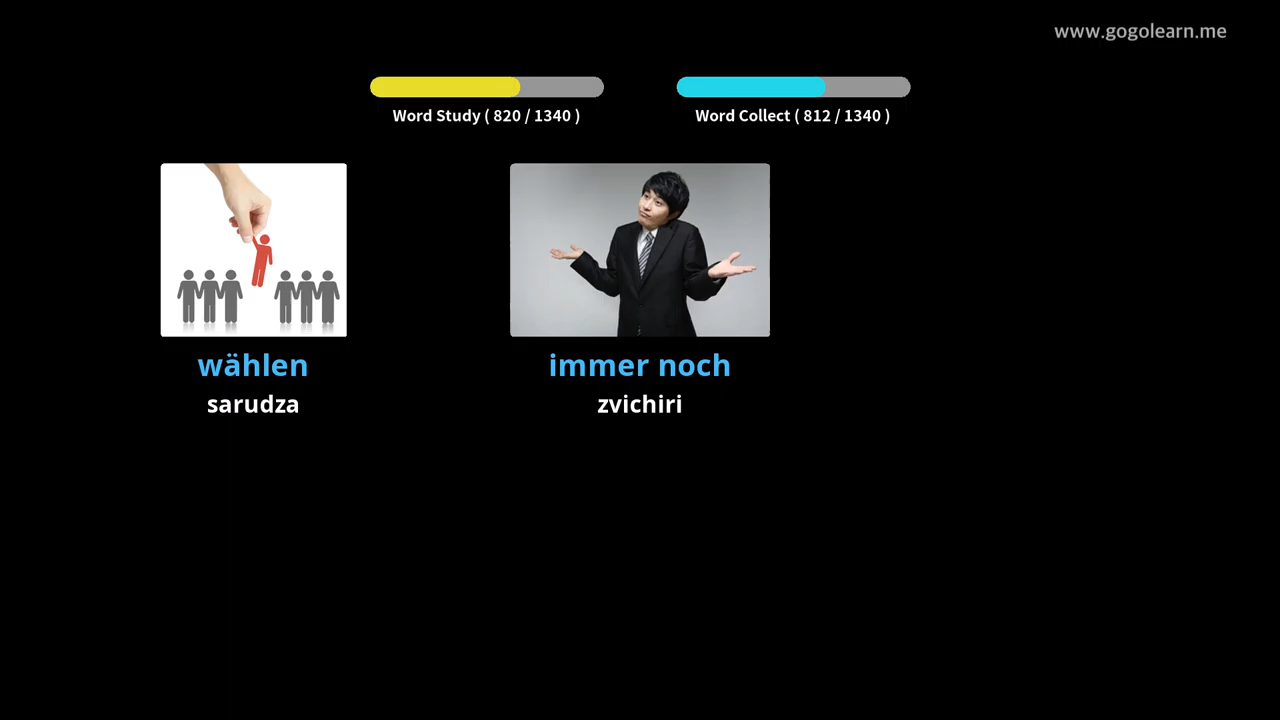 www.gogolearn.me
Word Study ( 820 / 1340 )
Word Collect ( 812 / 1340 )
wählen
sarudza
immer noch
zvichiri